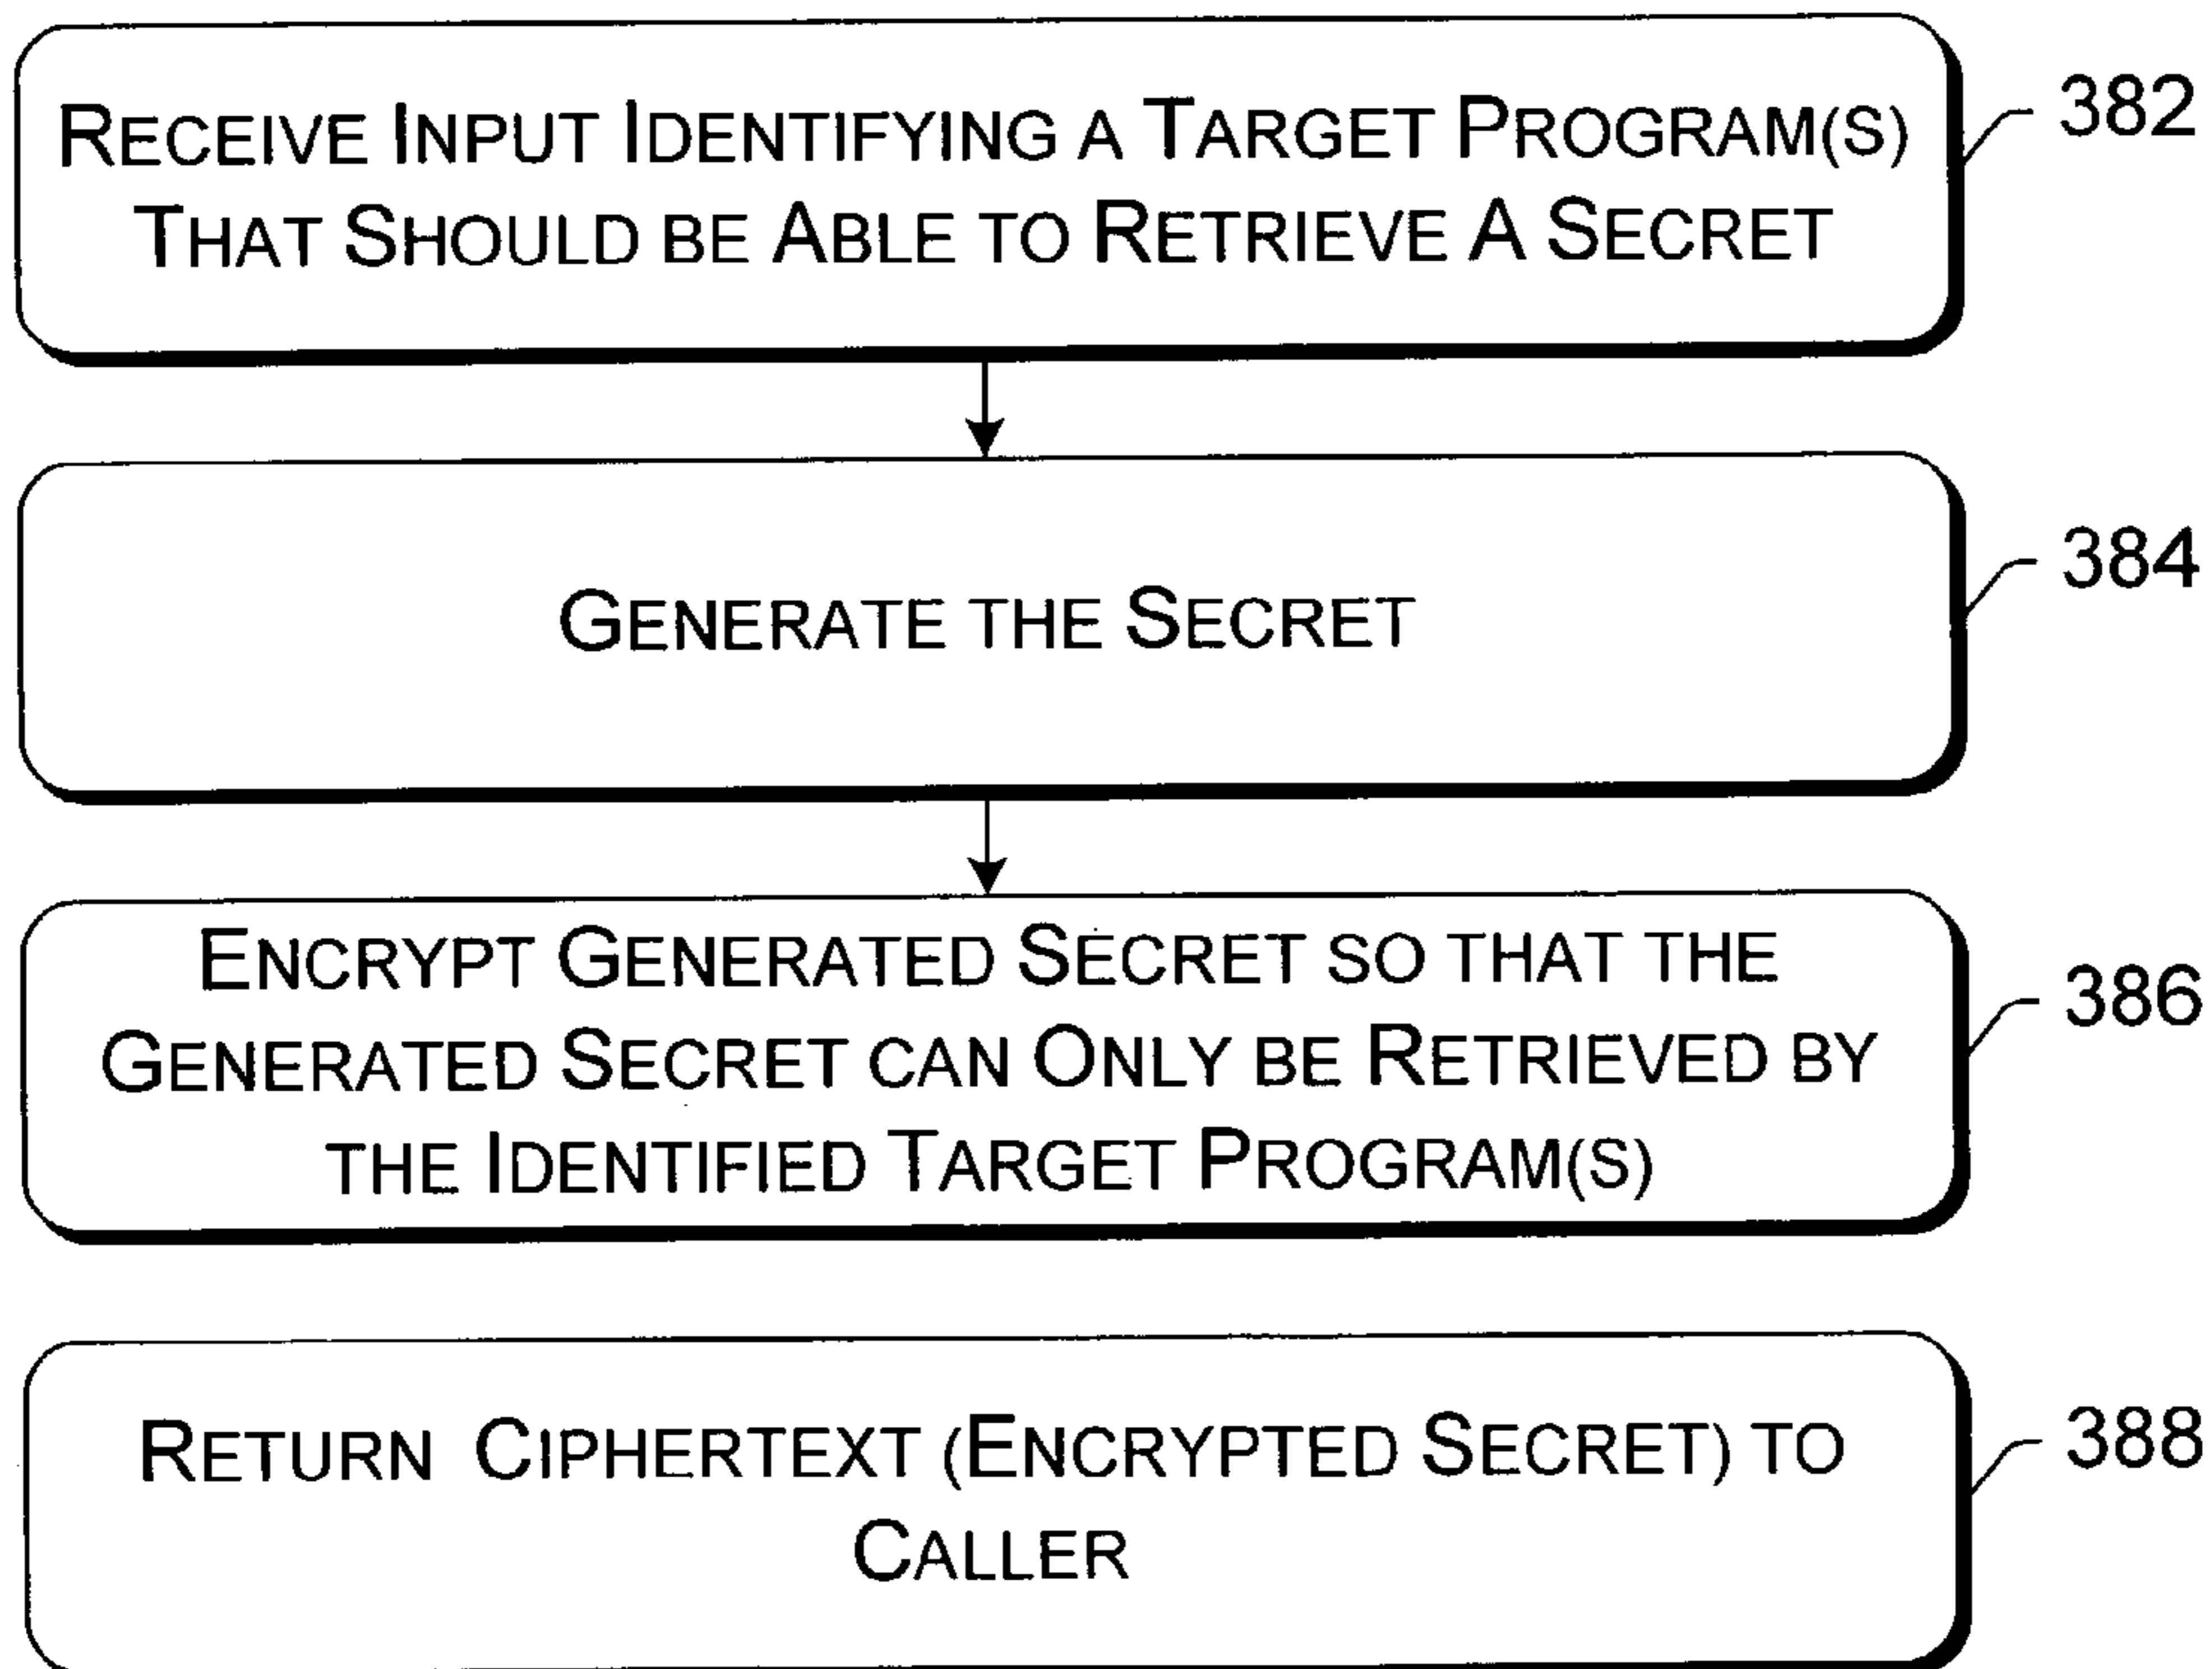 RECEIVE INPUT IDENTIFYING A TARGET PROGRAM(S)
THAT SHOULD BE ABLE TO RETRIEVE A SECRET
382
GENERATE THE SECRET
384
ENCRYPT GENERATED SECRET SO THAT THE
GENERATED SECRET CAN ONLY BE RETRIEVED BY
THE IDENTIFIED TARGET PROGRAM(S)
386
RETURN CIPHERTEXT (ENCRYPTED SECRET) TO
CALLER
388